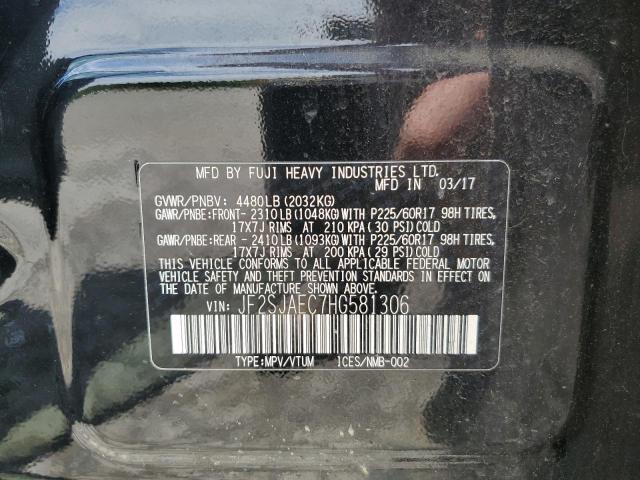 MFD BY FUJI HEAVY INDUSTRIES LTD.
MFD IN 03/17
GVWR/PNBV: 4480LB(2032KG)
GAWR/PNBE:FRONT- 2310LB(1048KG)WITH P225/60R17 98H TIRES,
17X7J RIMS AT 210 KPA(30 PSI)COLD
GAWR/PNBE:REAR - 2410LB(1093KG)WITH P225/60R17 98H TIRES,
17X7J RIMS AT 200 KPA(29 PSI)COLD
THIS VEHICLE CONFORMS TO ALL APPLICABLE FEDERAL MOTOR
VEHICLE SAFETY AND THEFT PREVENTION STANDARDS IN EFFECT
ON THE DATE OF MANUFACTURE SHOWN ABOVE.
VIN: JF2SJAEC7HG581306
TYPE:MPV/VTUM ICES/NMB-002